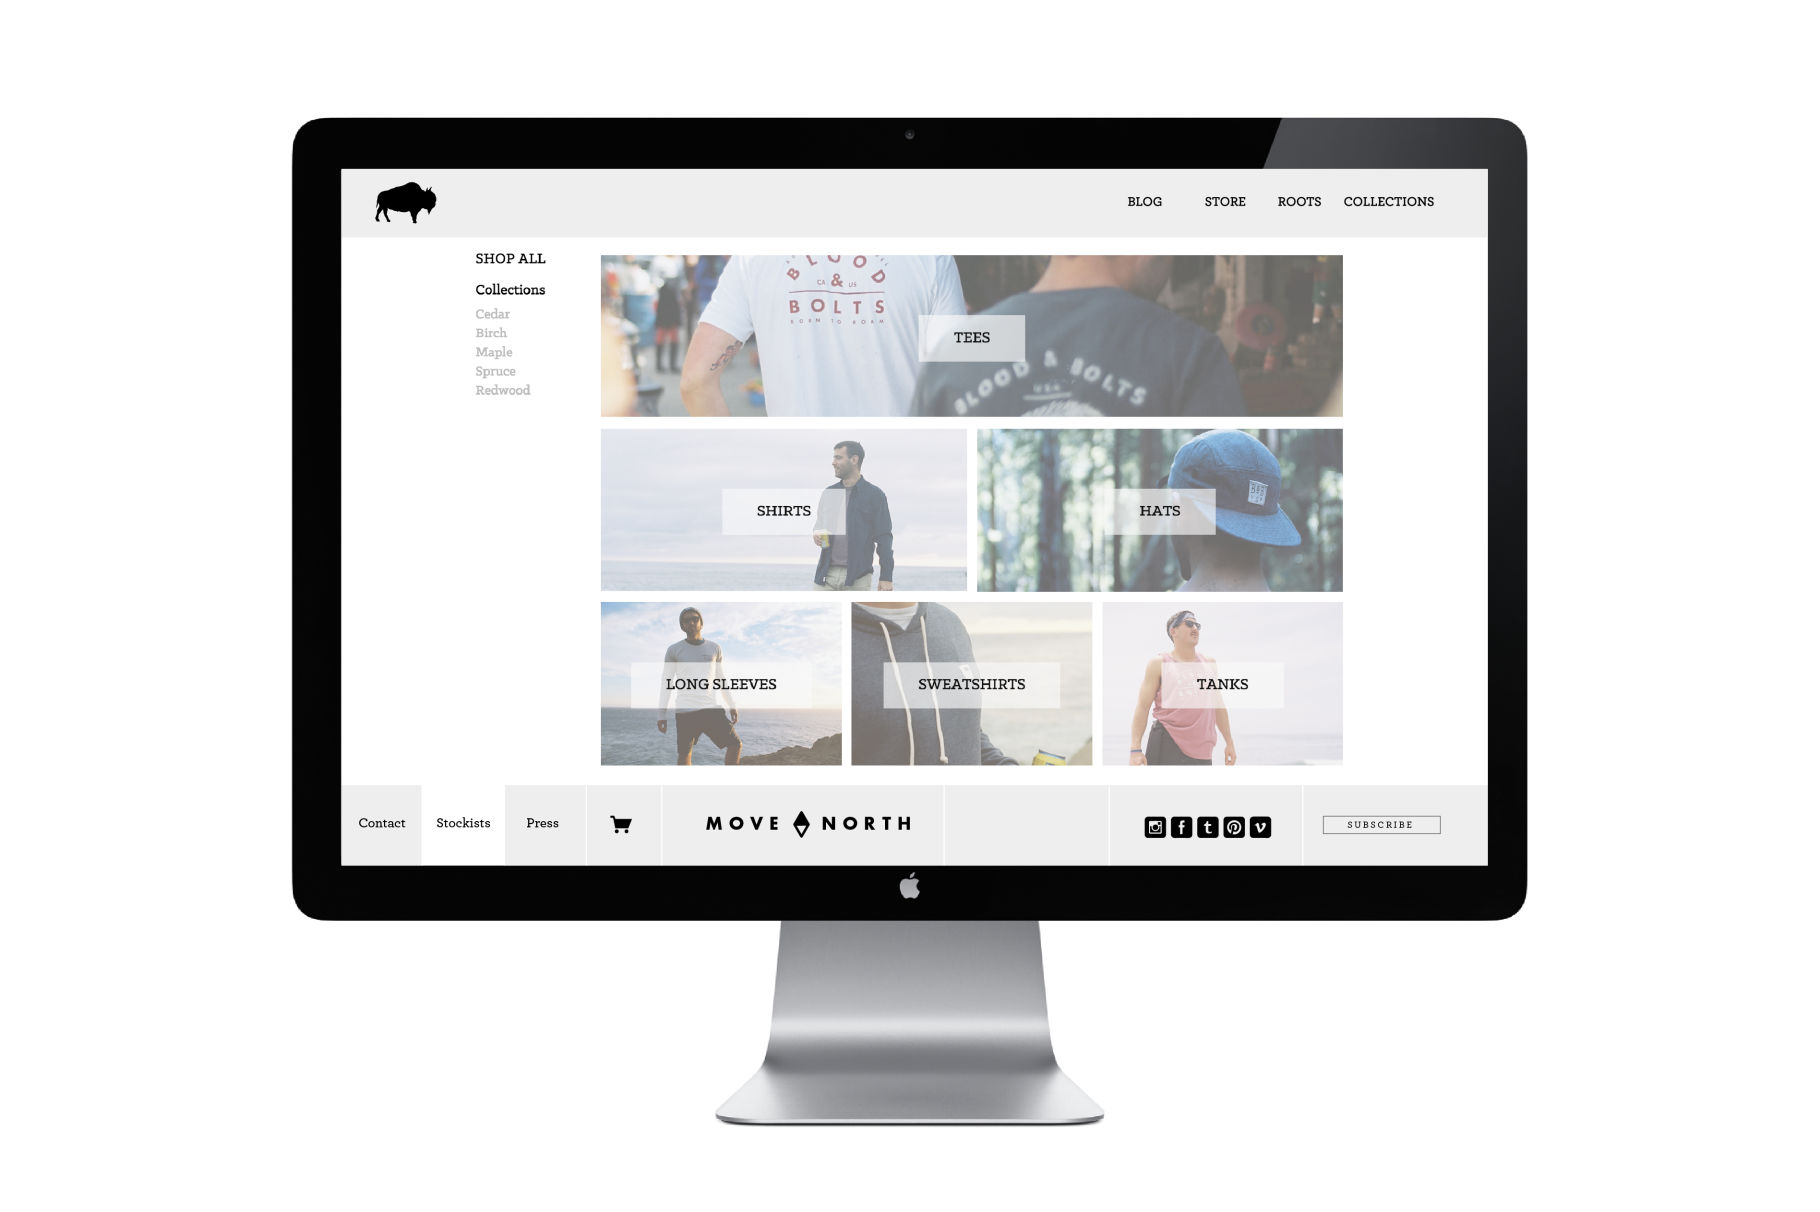 BLOG STORE ROOTS COLLECTIONS
SHOP ALL
Collections
Cedar
Birch
Maple
Spruce
Redwood
BLOOD
CA & US
BOLTS
BORN TO ROAM
TEES
BLOOD & BOLTS
USA
SHIRTS
HATS
LONG SLEEVES
SWEATSHIRTS
TANKS
Contact
Stockists
Press
MOVE NORTH
SUBSCRIBE